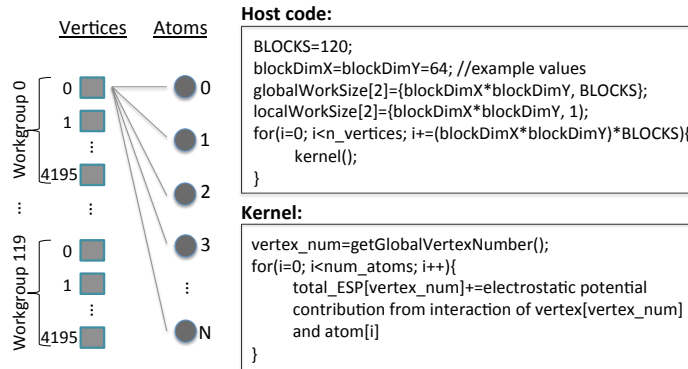 Vertices Atoms
Workgroup 0
0
1
...
4195
...
...
Workgroup 119
0
1
...
4195
0
1
2
3
...
N
Host code:
BLOCKS=120;
blockDimX=blockDimY=64; //example values
globalWorkSize[2]={blockDimX*blockDimY, BLOCKS};
localWorkSize[2]={blockDimX*blockDimY, 1);
for(i=0; i<n_vertices; i+=(blockDimX*blockDimY)*BLOCKS){
kernel();
}
Kernel:
vertex_num=getGlobalVertexNumber();
for(i=0; i<num_atoms; i++){
total_ESP[vertex_num]+=electrostatic potential
contribution from interaction of vertex[vertex_num]
and atom[i]
}